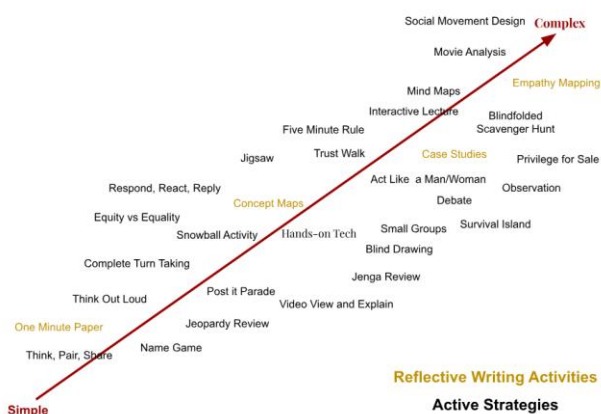 Social Movement Design
Complex
Movie Analysis
Empathy Mapping
Mind Maps
Interactive Lecture
Blindfolded
Scavenger Hunt
Five Minute Rule
Trust Walk
Case Studies
Jigsaw
Privilege for Sale
Act Like a Man/Woman
Respond, React, Reply
Observation
Concept Maps
Debate
Equity vs Equality
Survival Island
Small Groups
Snowball Activity
Hands-on Tech
Blind Drawing
Complete Turn Taking
Jenga Review
Post it Parade
Think Out Loud
Video View and Explain
One Minute Paper
Jeopardy Review
Name Game
Think, Pair, Share
Reflective Writing Activities
Active Strategies
Simple